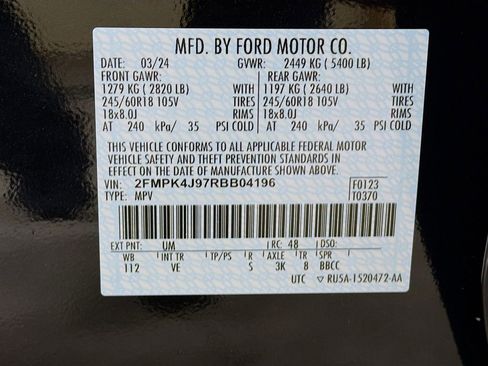 MFD. BY FORD MOTOR CO.
DATE: 03/24 GVWR: 2449 KG ( 5400 LB)
FRONT GAWR: REAR GAWR:
1279 KG ( 2820 LB) WITH 1197 KG ( 2640 LB) WITH
245/60R18 105V TIRES 245/60R18 105V TIRES
18x8.0J RIMS 18x8.0J RIMS
AT 240 kPa/ 35 PSI COLD AT 240 kPa/ 35 PSI COLD
THIS VEHICLE CONFORMS TO ALL APPLICABLE FEDERAL MOTOR
VEHICLE SAFETY AND THEFT PREVENTION STANDARDS IN
EFFECT ON THE DATE OF MANUFACTURE SHOWN ABOVE.
VIN: 2FMPK4J97RBB04196 F0123
TYPE: MPV T0370
EXT PNT: UM RC: 48 DSO:
WB INT TR TP/PS R AXLE TR SPR
112 VE S 3K 8 BBCC
UTC RU5A-1520472-AA